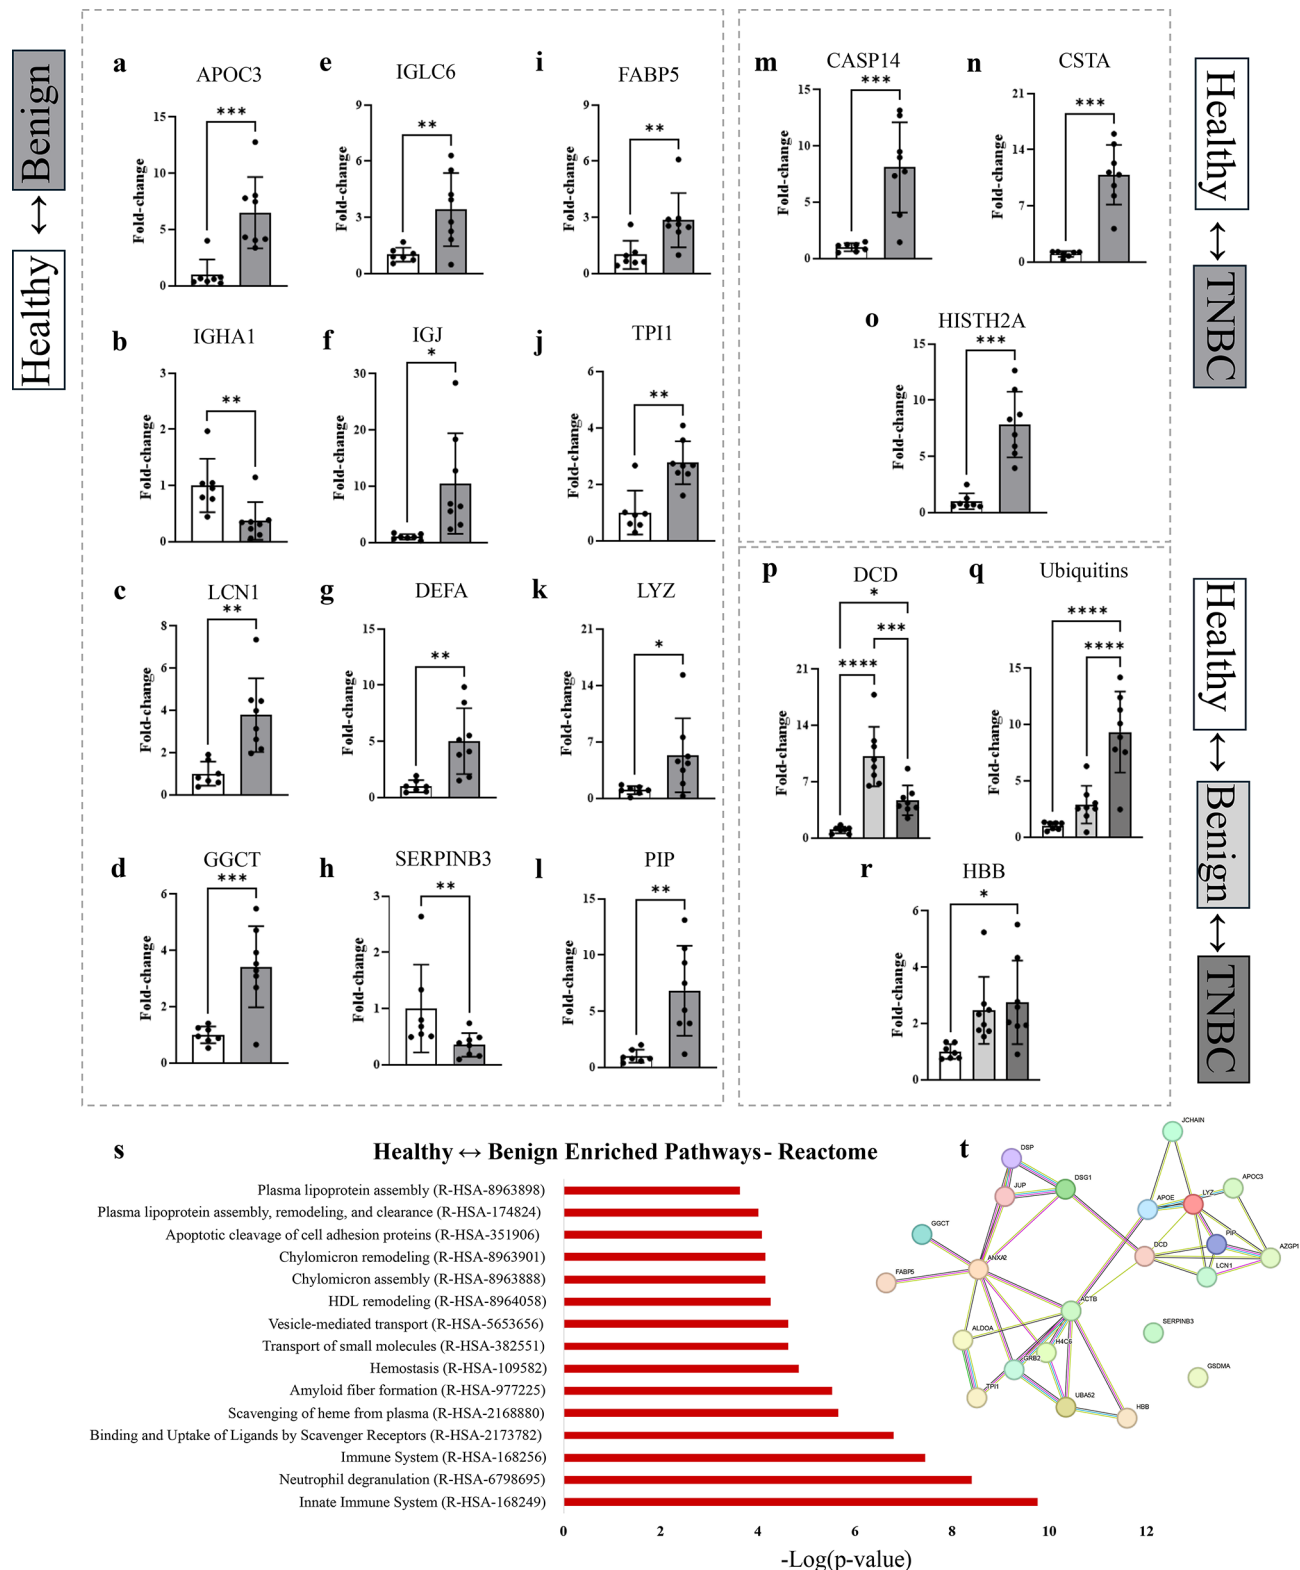 Benign
↔
Healthy
a
APOC3
***
Fold-change
15
10
5
0
e
IGLC6
**
Fold-change
9
6
3
0
i
FABP5
**
Fold-change
9
6
3
0
m
CASP14
***
Fold-change
15
10
5
0
n
CSTA
***
Fold-change
21
14
7
0
Healthy
↔
TNBC
b
IGHA1
**
Fold-change
3
2
1
0
f
IGJ
*
Fold-change
30
20
10
0
j
TPI1
**
Fold-change
6
4
2
0
o
HISTH2A
***
Fold-change
15
10
5
0
c
LCN1
**
Fold-change
8
6
4
2
0
g
DEFA
**
Fold-change
15
10
5
0
k
LYZ
*
Fold-change
21
14
7
0
p
DCD
*
***
****
Fold-change
21
14
7
0
q
Ubiquitins
****
****
Fold-change
15
10
5
0
Healthy
↔
Benign
↔
TNBC
d
GGCT
***
Fold-change
6
4
2
0
h
SERPINB3
**
Fold-change
3
2
1
0
l
PIP
**
Fold-change
15
10
5
0
r
HBB
*
Fold-change
6
4
2
0
s
Healthy ↔ Benign Enriched Pathways - Reactome
Plasma lipoprotein assembly (R-HSA-8963898)
Plasma lipoprotein assembly, remodeling, and clearance (R-HSA-174824)
Apoptotic cleavage of cell adhesion proteins (R-HSA-351906)
Chylomicron remodeling (R-HSA-8963901)
Chylomicron assembly (R-HSA-8963888)
HDL remodeling (R-HSA-8964058)
Vesicle-mediated transport (R-HSA-5653656)
Transport of small molecules (R-HSA-382551)
Hemostasis (R-HSA-109582)
Amyloid fiber formation (R-HSA-977225)
Scavenging of heme from plasma (R-HSA-2168880)
Binding and Uptake of Ligands by Scavenger Receptors (R-HSA-2173782)
Immune System (R-HSA-168256)
Neutrophil degranulation (R-HSA-6798695)
Innate Immune System (R-HSA-168249)
0 2 4 6 8 10 12
-Log(p-value)
t
JCHAIN
DSP
DSG1
JUP
APOC3
APOE
LYZ
GGCT
PIP
DCD
AZGP1
ANXA2
LCN1
FABP5
ACTB
SERPINB3
ALDOA
H4C6
GRB2
GSDMA
TPI1
UBA52
HBB